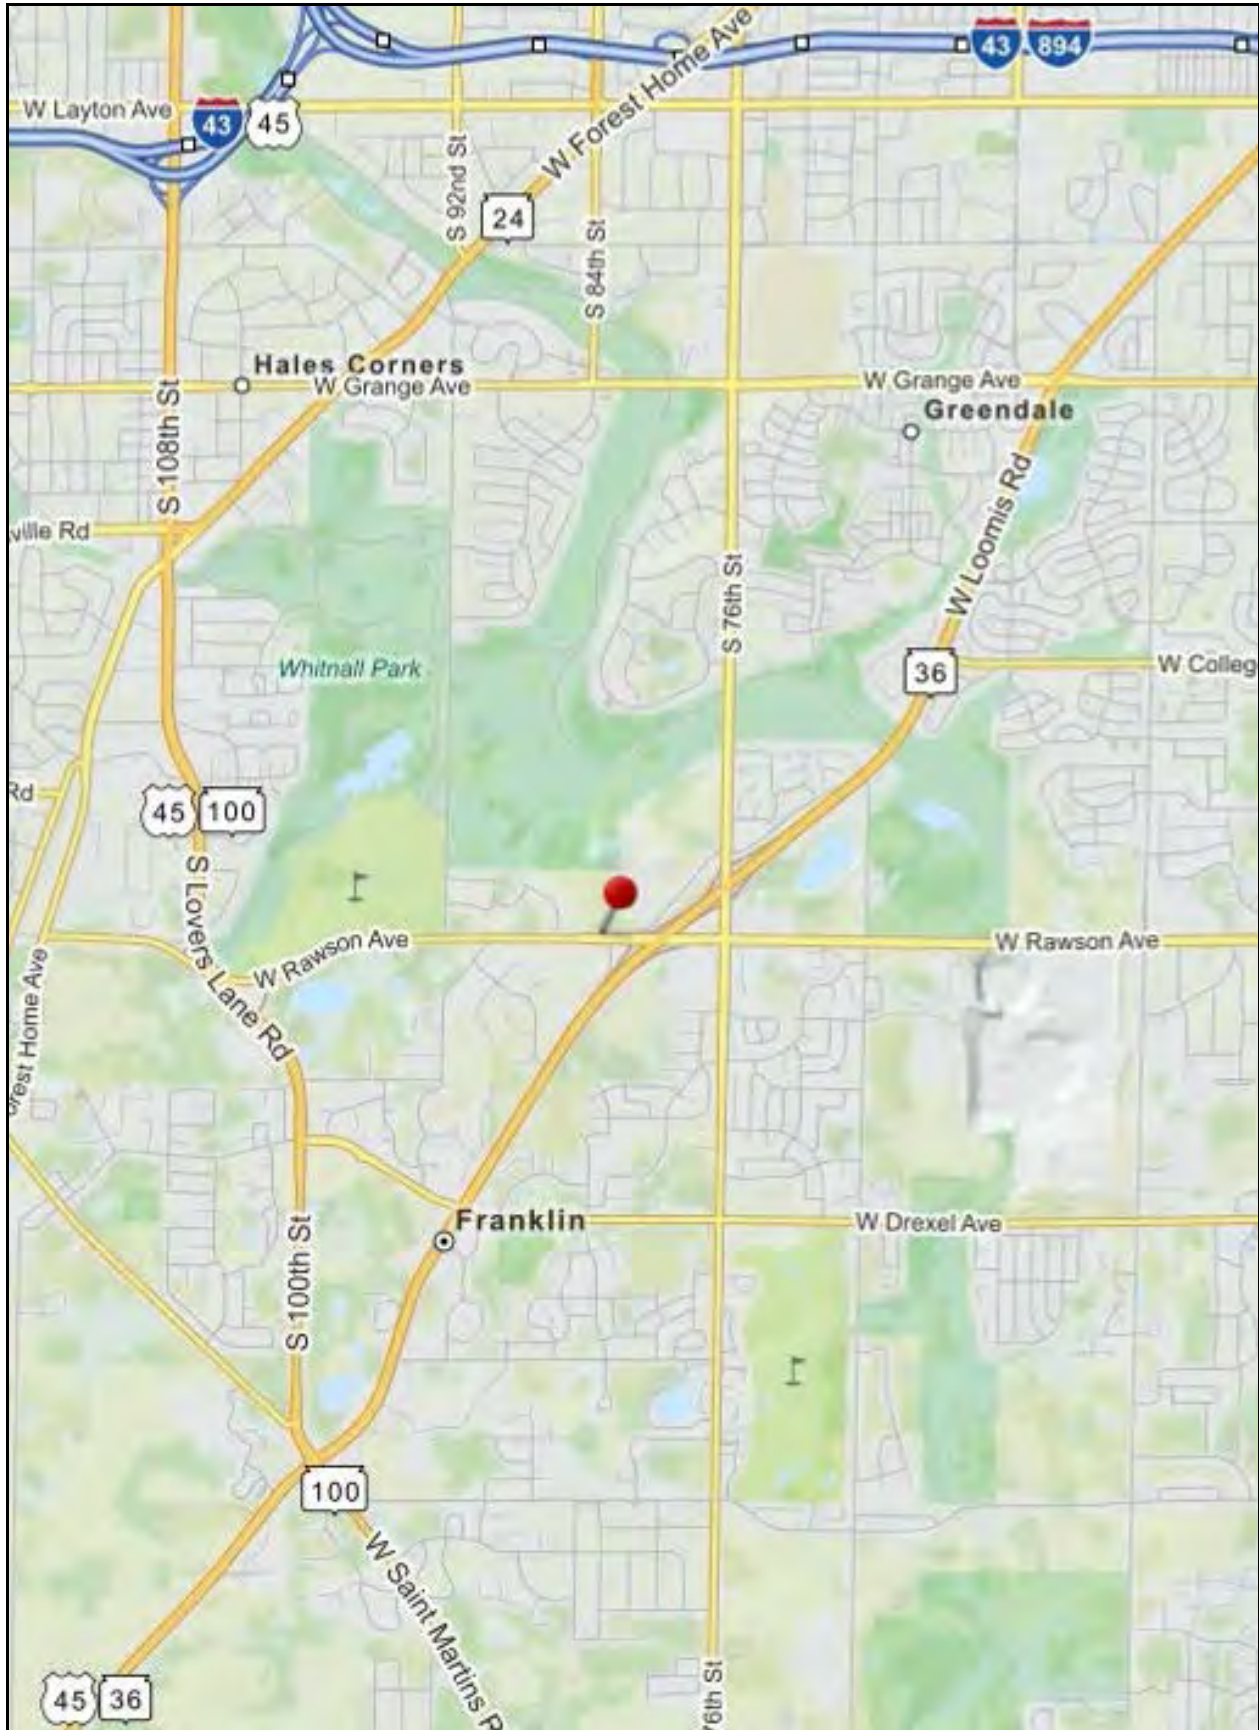 43
894
W Layton Ave
43
45
W Forest Home Ave
S 92nd St
24
S 84th St
Hales Corners
W Grange Ave
W Grange Ave
Greendale
S 108th St
ville Rd
W Loomis Rd
S 76th St
Whitnall Park
36
W Colleg
Rd
45
100
S Lovers Lane Rd
W Rawson Ave
W Rawson Ave
orest Home Ave
Franklin
W Drexel Ave
S 100th St
100
W Saint Martins R
45
36
76th St